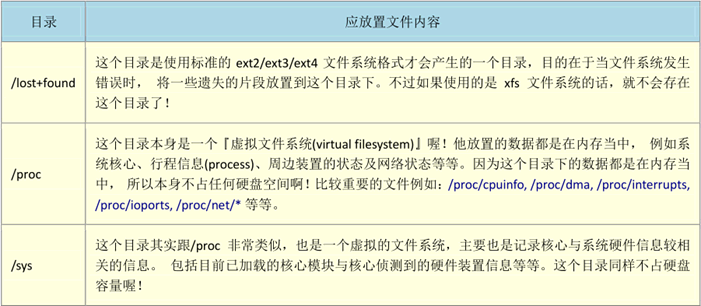 目录 应放置文件内容
/lost+found
这个目录是使用标准的 ext2/ext3/ext4 文件系统格式才会产生的一个目录，目的在于当文件系统发生
错误时， 将一些遗失的片段放置到这个目录下。不过如果使用的是 xfs 文件系统的话，就不会存在
这个目录了！
/proc
这个目录本身是一个『虚拟文件系统(virtual filesystem)』喔！他放置的数据都是在内存当中， 例如系
统核心、行程信息(process)、周边装置的状态及网络状态等等。因为这个目录下的数据都是在内存当
中， 所以本身不占任何硬盘空间啊！比较重要的文件例如：/proc/cpuinfo, /proc/dma, /proc/interrupts,
/proc/ioports, /proc/net/* 等等。
/sys
这个目录其实跟/proc 非常类似，也是一个虚拟的文件系统，主要也是记录核心与系统硬件信息较相
关的信息。 包括目前已加载的核心模块与核心侦测到的硬件装置信息等等。这个目录同样不占硬盘
容量喔！